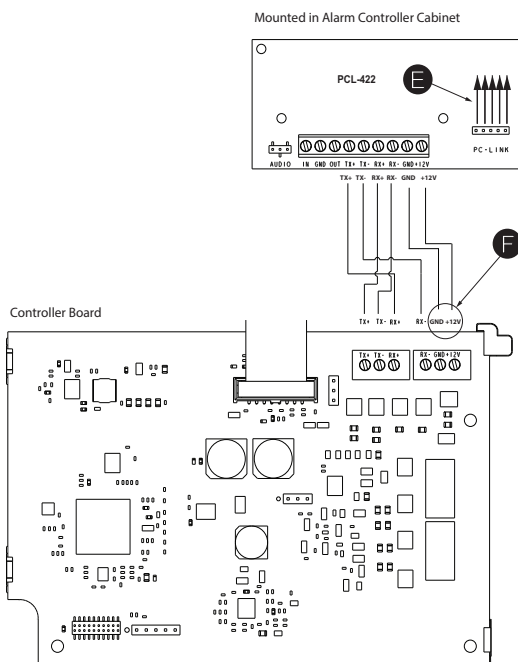 Mounted in Alarm Controller Cabinet
PCL-422
E
PC-LINK
AUDIO IN GND OUT TX+ TX- RX+ RX- GND +12V
TX+ TX- RX+ RX- GND +12V
F
Controller Board
TX+ TX- RX+ RX- GND +12V
TX+ TX- RX+ RX- GND +12V